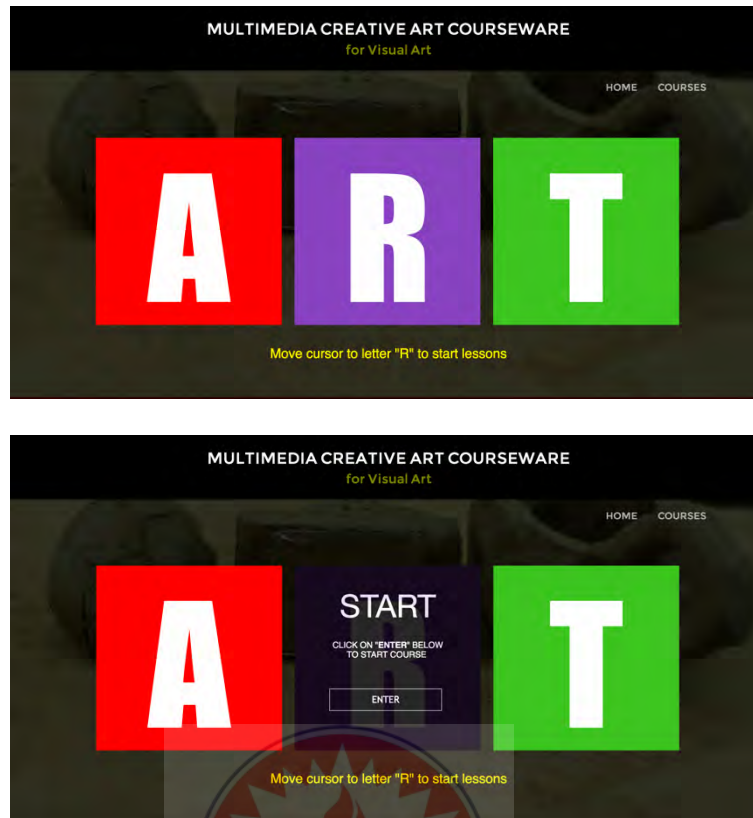 MULTIMEDIA CREATIVE ART COURSEWARE
for Visual Art
HOME COURSES
A R T
Move cursor to letter "R" to start lessons
MULTIMEDIA CREATIVE ART COURSEWARE
for Visual Art
HOME COURSES
A R T
START
CLICK ON "ENTER" BELOW
TO START COURSE
ENTER
Move cursor to letter "R" to start lessons